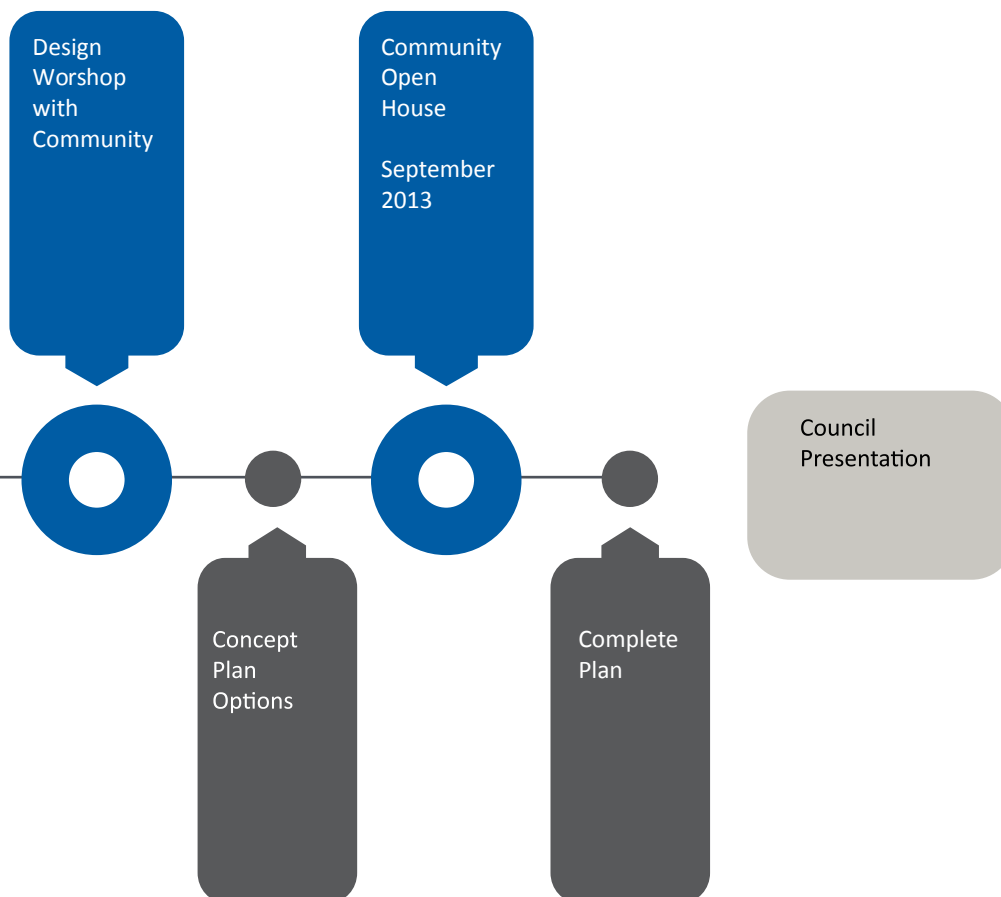 Design
Worshop
with
Community
Community
Open
House
September
2013
Council
Presentation
Concept
Plan
Options
Complete
Plan